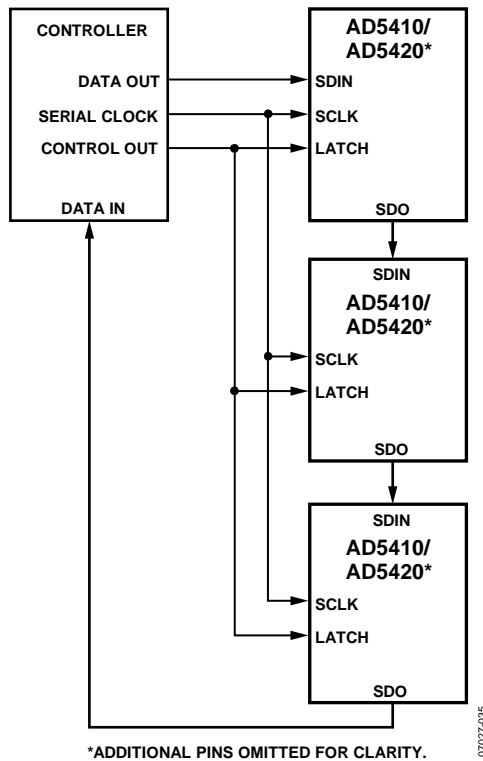 CONTROLLER
DATA OUT
SERIAL CLOCK
CONTROL OUT
DATA IN
AD5410/
AD5420*
SDIN
SCLK
LATCH
SDO
SDIN
AD5410/
AD5420*
SCLK
LATCH
SDO
SDIN
AD5410/
AD5420*
SCLK
LATCH
SDO
*ADDITIONAL PINS OMITTED FOR CLARITY.
07027-035